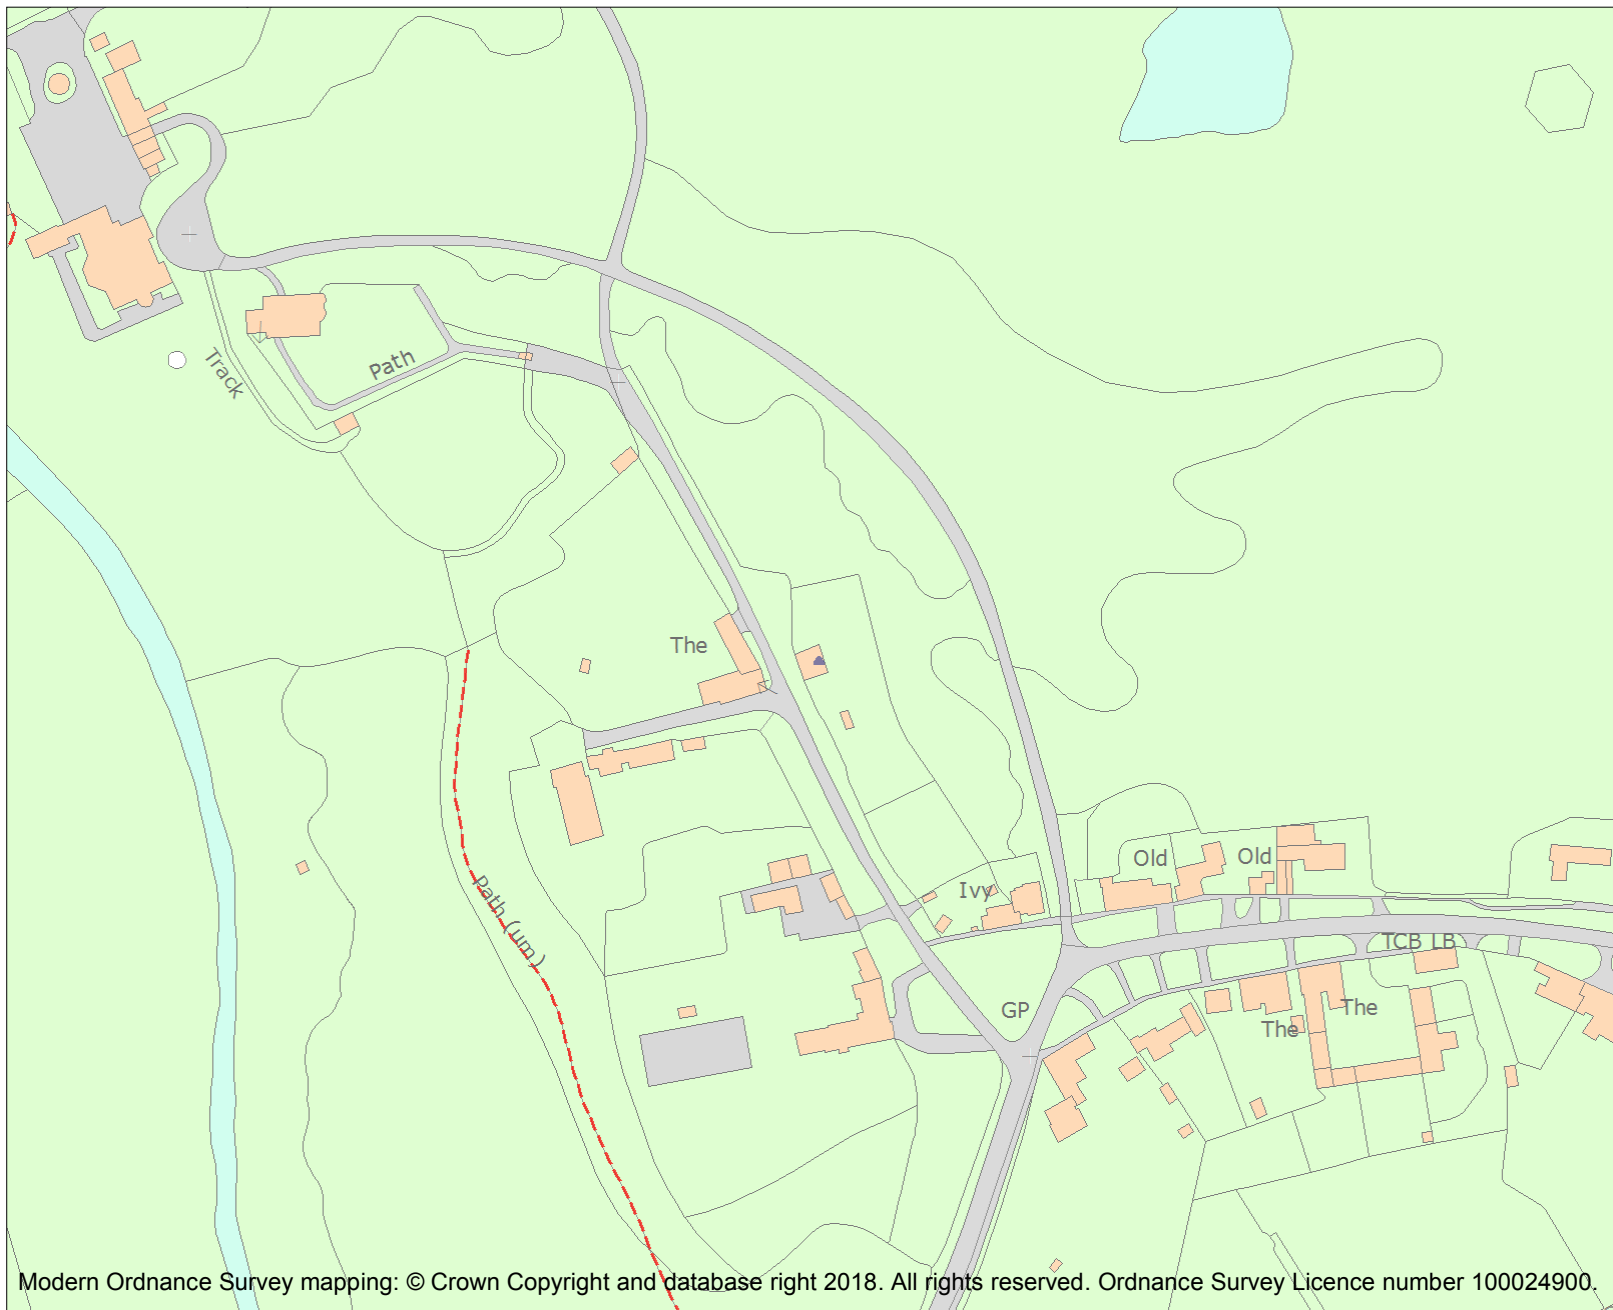 Path
Track
The
Old
Old
Ivy
Path (um)
TCB LB
GP
The
The
Modern Ordnance Survey mapping: © Crown Copyright and database right 2018. All rights reserved. Ordnance Survey Licence number 100024900.